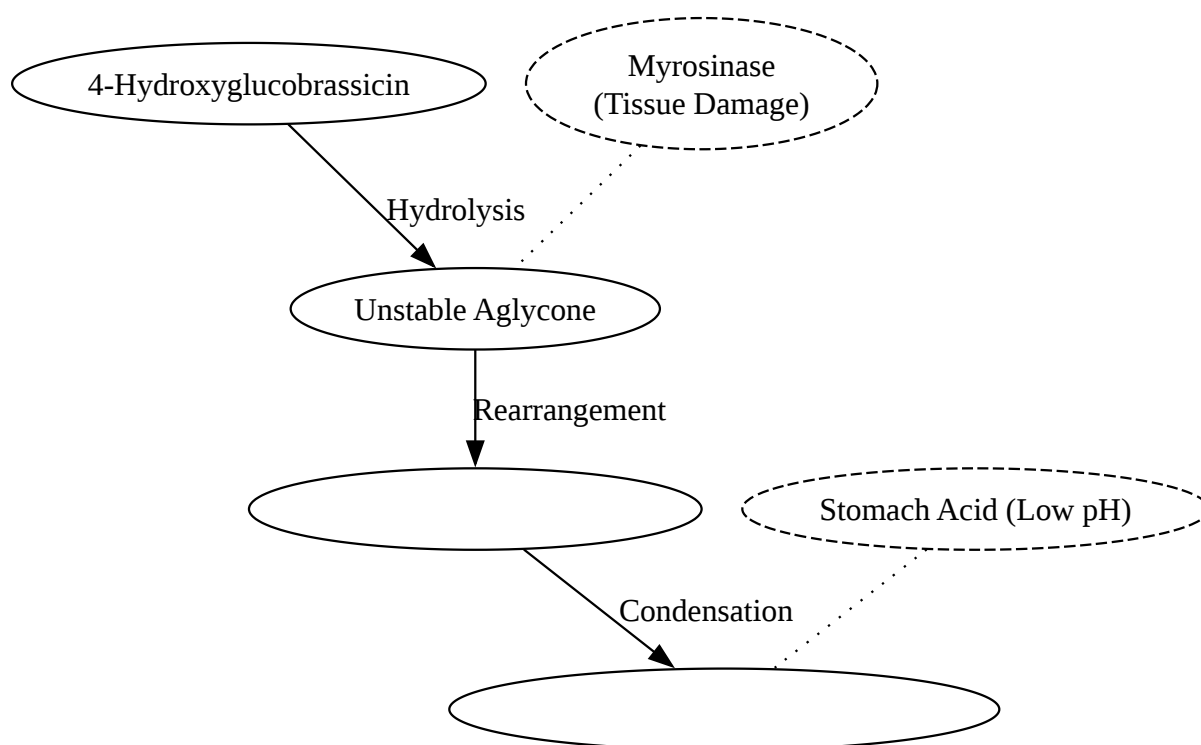 4-Hydroxyglucobrassicin
Myrosinase
(Tissue Damage)
Hydrolysis
Unstable Aglycone
Rearrangement
Stomach Acid (Low pH)
Condensation